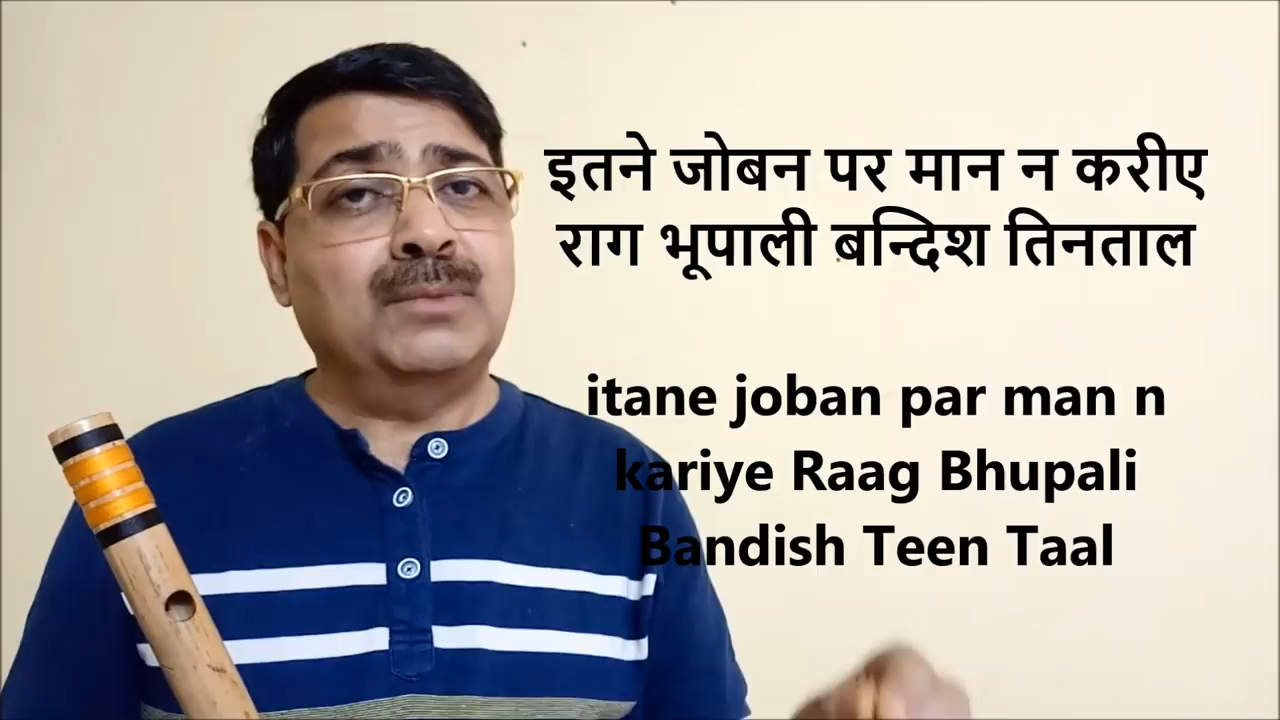 इतने जोबन पर मान न करीए
राग भूपाली बन्दिश तिनताल
itane joban par man n
kariye Raag Bhupali
Bandish Teen Taal